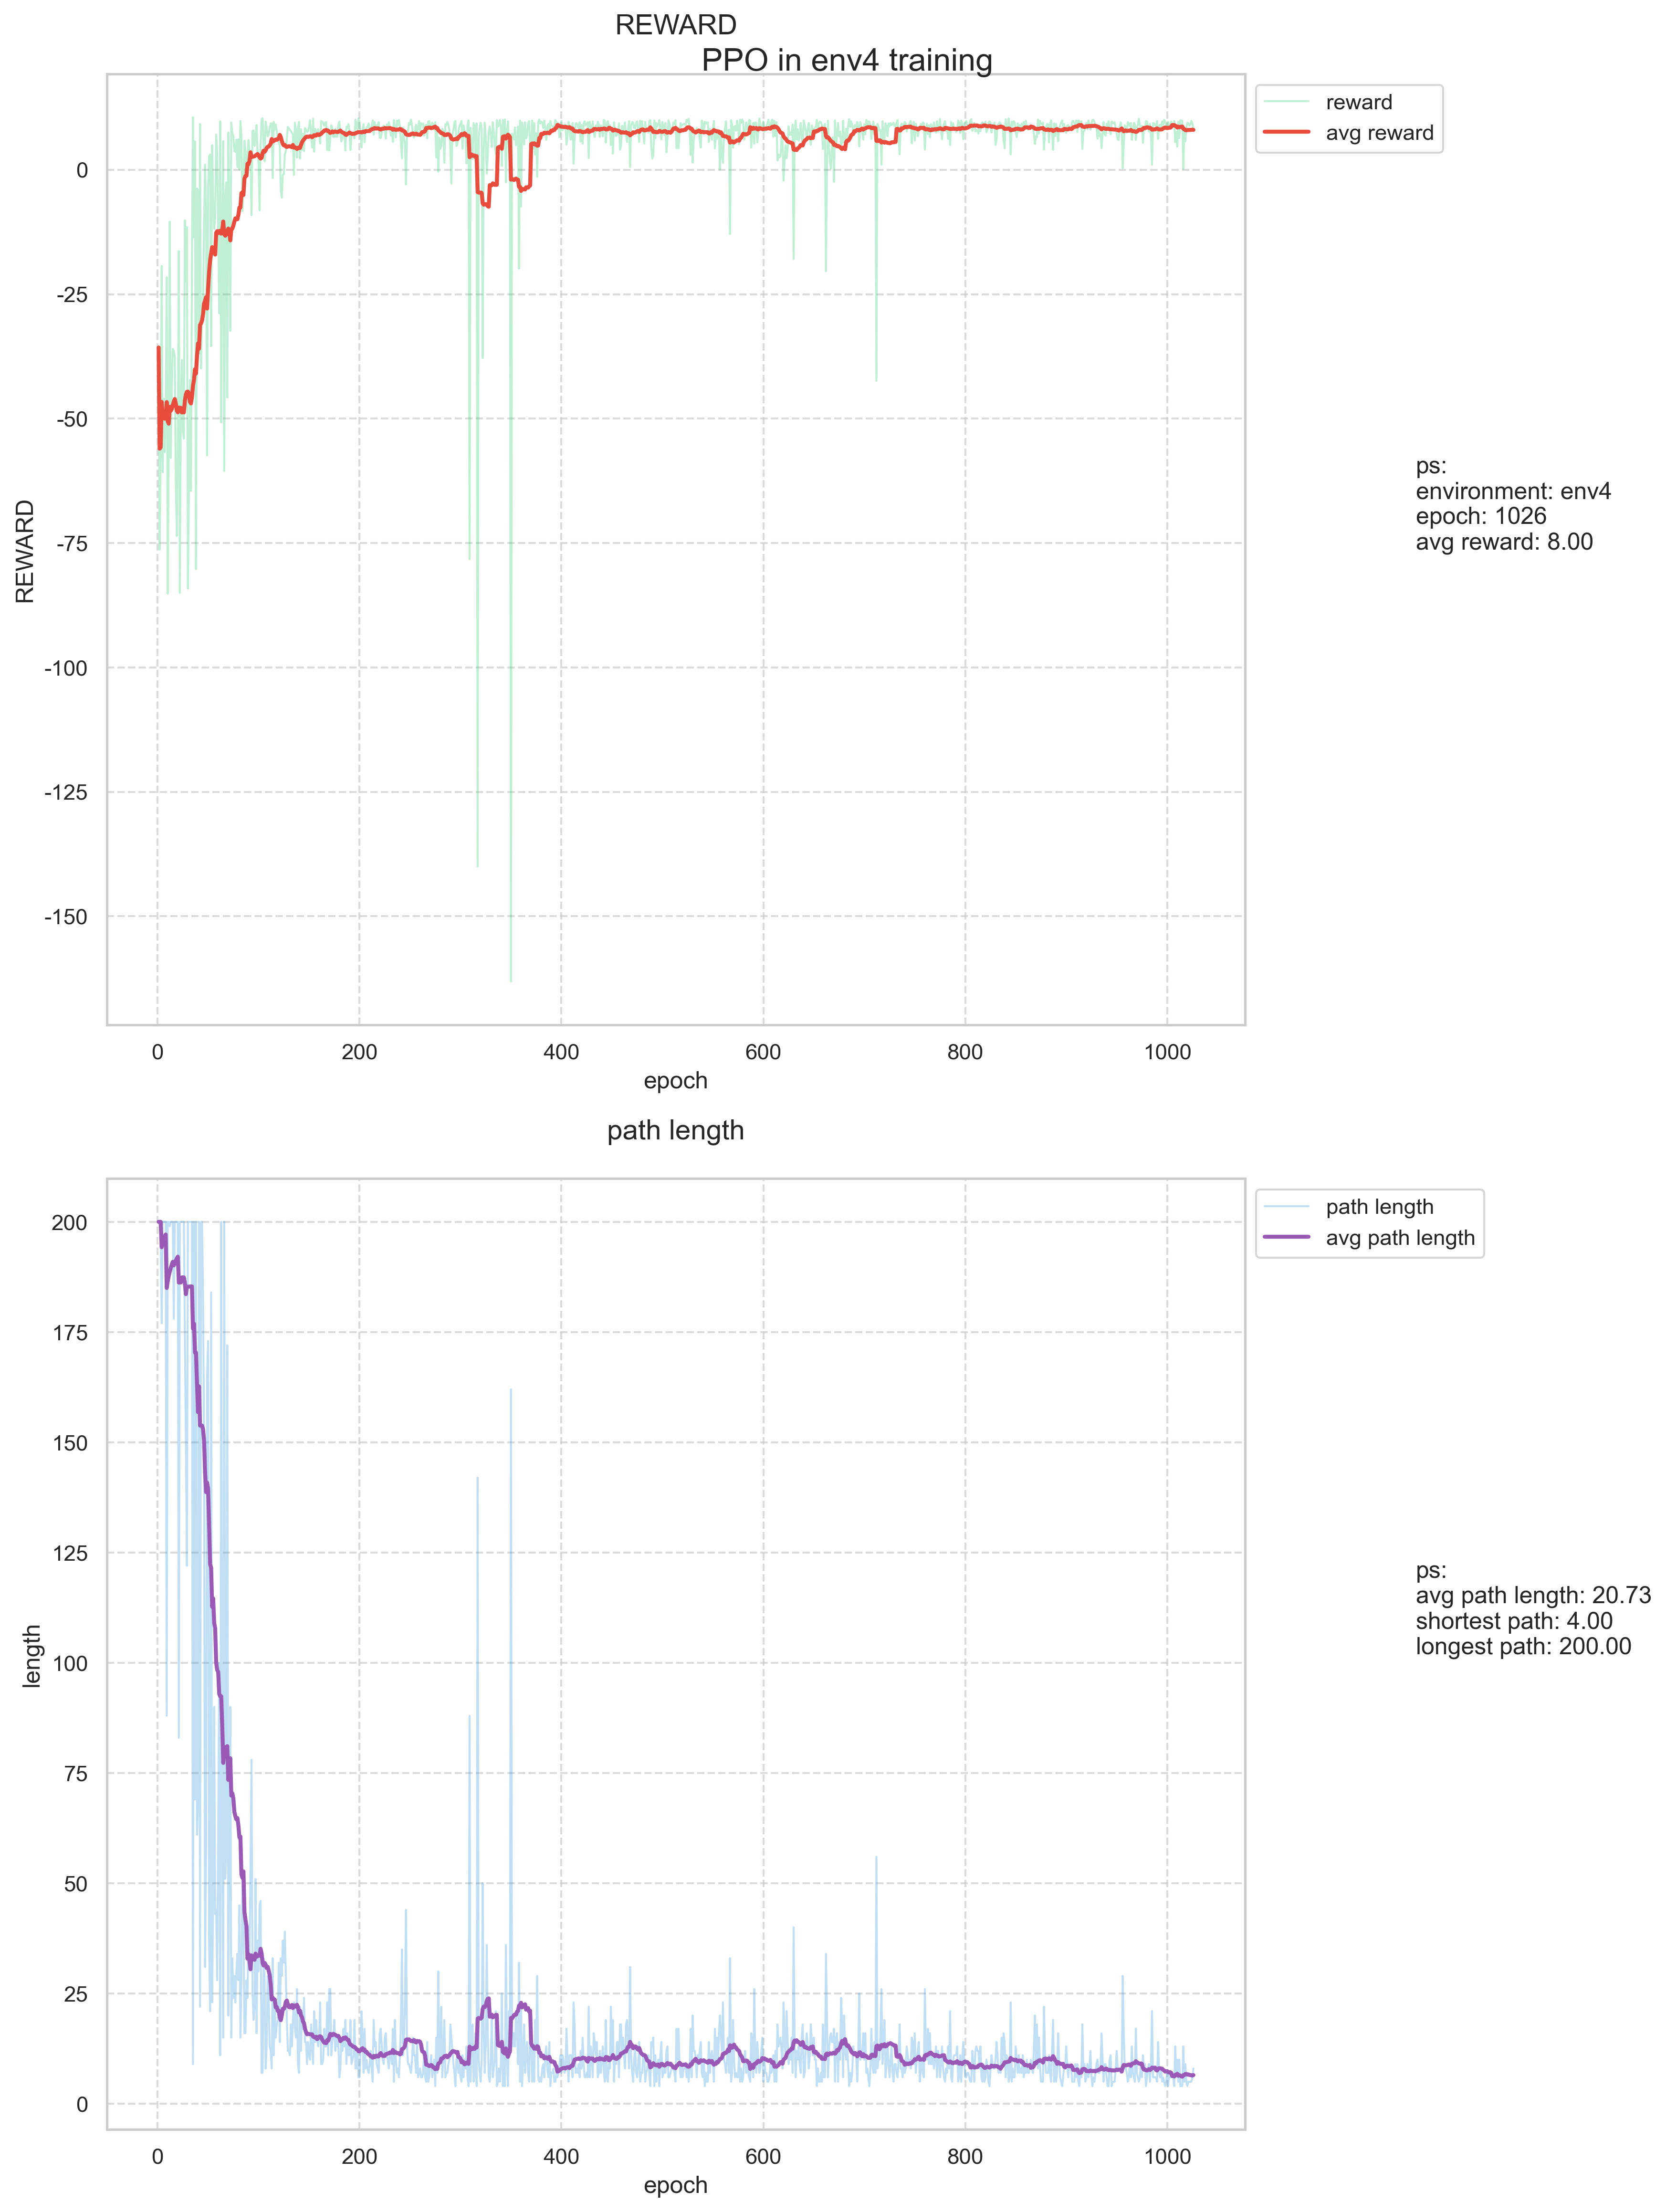 REWARD
PPO in env4 training
reward
avg reward
0
-25
-50
-75
-100
-125
-150
REWARD
ps:
environment: env4
epoch: 1026
avg reward: 8.00
0 200 400 600 800 1000
epoch
path length
path length
avg path length
200
175
150
125
100
75
50
25
0
length
ps:
avg path length: 20.73
shortest path: 4.00
longest path: 200.00
0 200 400 600 800 1000
epoch